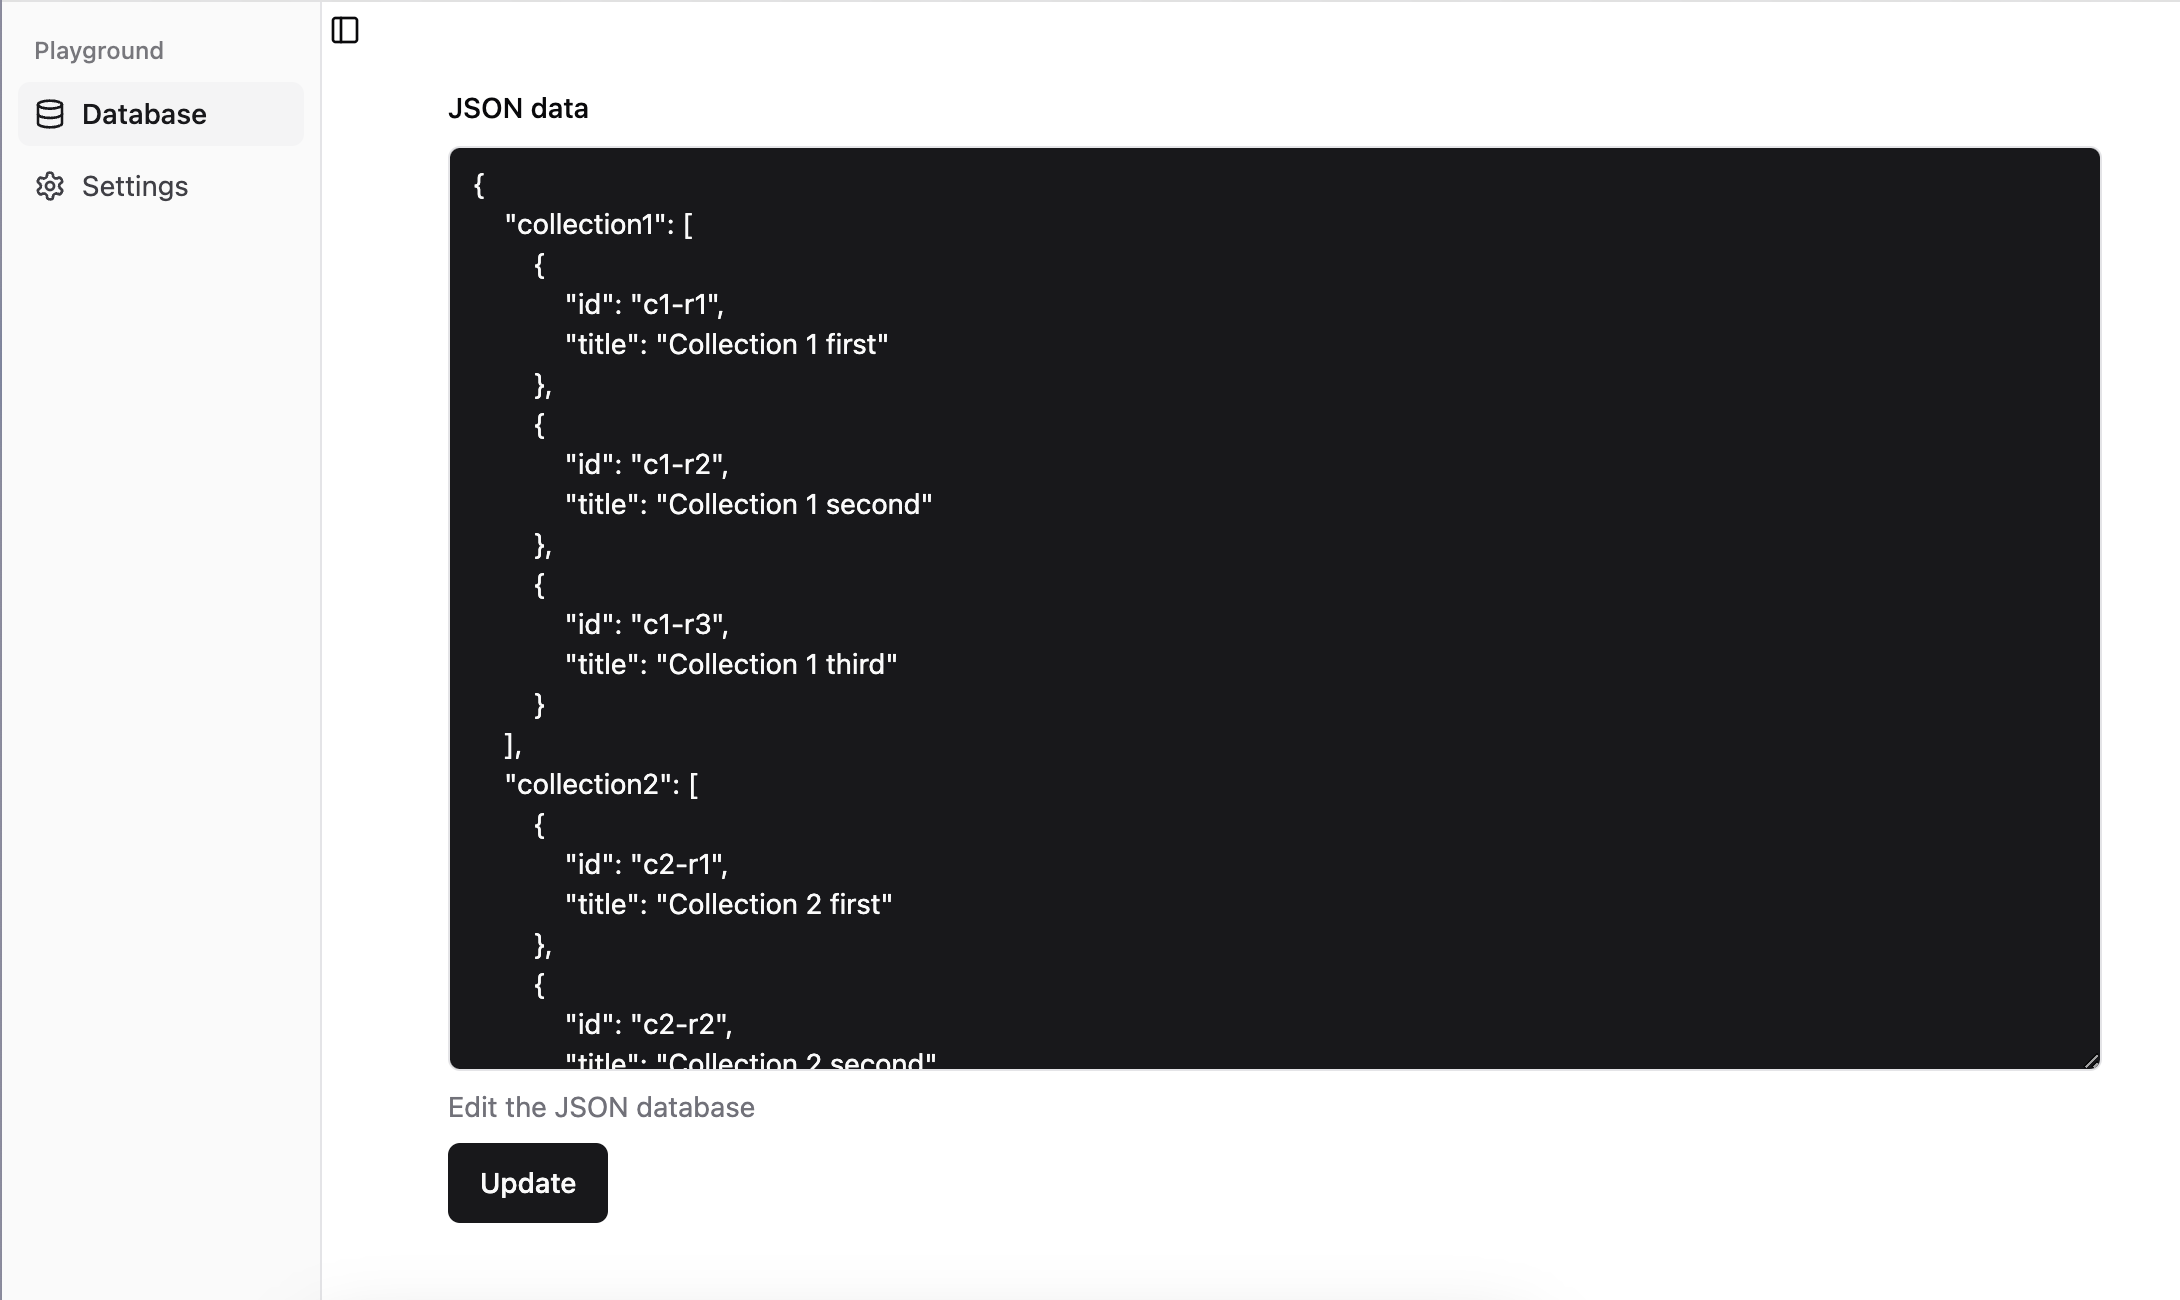 Playground
Database
Settings
JSON data
{
"collection1": [
{
"id": "c1-r1",
"title": "Collection 1 first"
},
{
"id": "c1-r2",
"title": "Collection 1 second"
},
{
"id": "c1-r3",
"title": "Collection 1 third"
}
],
"collection2": [
{
"id": "c2-r1",
"title": "Collection 2 first"
},
{
"id": "c2-r2",
"title": "Collection 2 second"
Edit the JSON database
Update